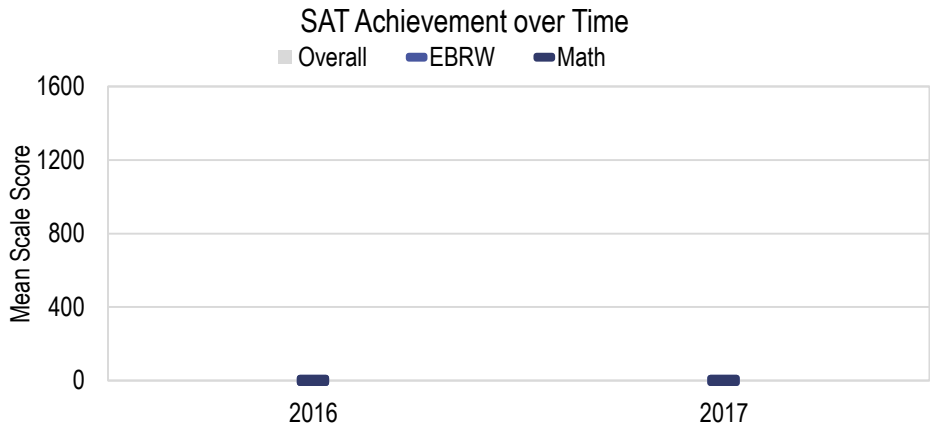 SAT Achievement over Time
Overall EBRW Math
Mean Scale Score
1600
1200
800
400
0
2016 2017